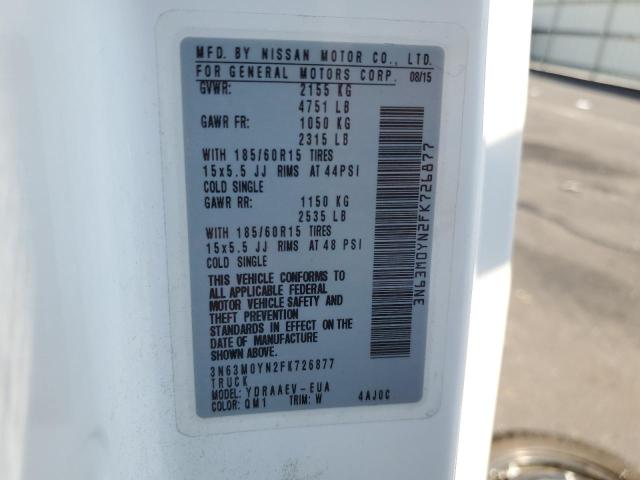 MFD. BY NISSAN MOTOR CO., LTD.
FOR GENERAL MOTORS CORP. 08/15
GVWR: 2155 KG
4751 LB
GAWR FR: 1050 KG
2315 LB
WITH 185/60R15 TIRES
15x5.5 JJ RIMS AT 44PSI
COLD SINGLE
GAWR RR: 1150 KG
2535 LB
WITH 185/60R15 TIRES
15x5.5 JJ RIMS AT 48 PSI
COLD SINGLE
THIS VEHICLE CONFORMS TO
ALL APPLICABLE FEDERAL
MOTOR VEHICLE SAFETY AND
THEFT PREVENTION
STANDARDS IN EFFECT ON THE
DATE OF MANUFACTURE
SHOWN ABOVE.
3N63M0YN2FK726877
TRUCK
MODEL: YDRAAEV-EUA
COLOR: QM1 TRIM: W 4AJ0C
3N63M0YN2FK726877